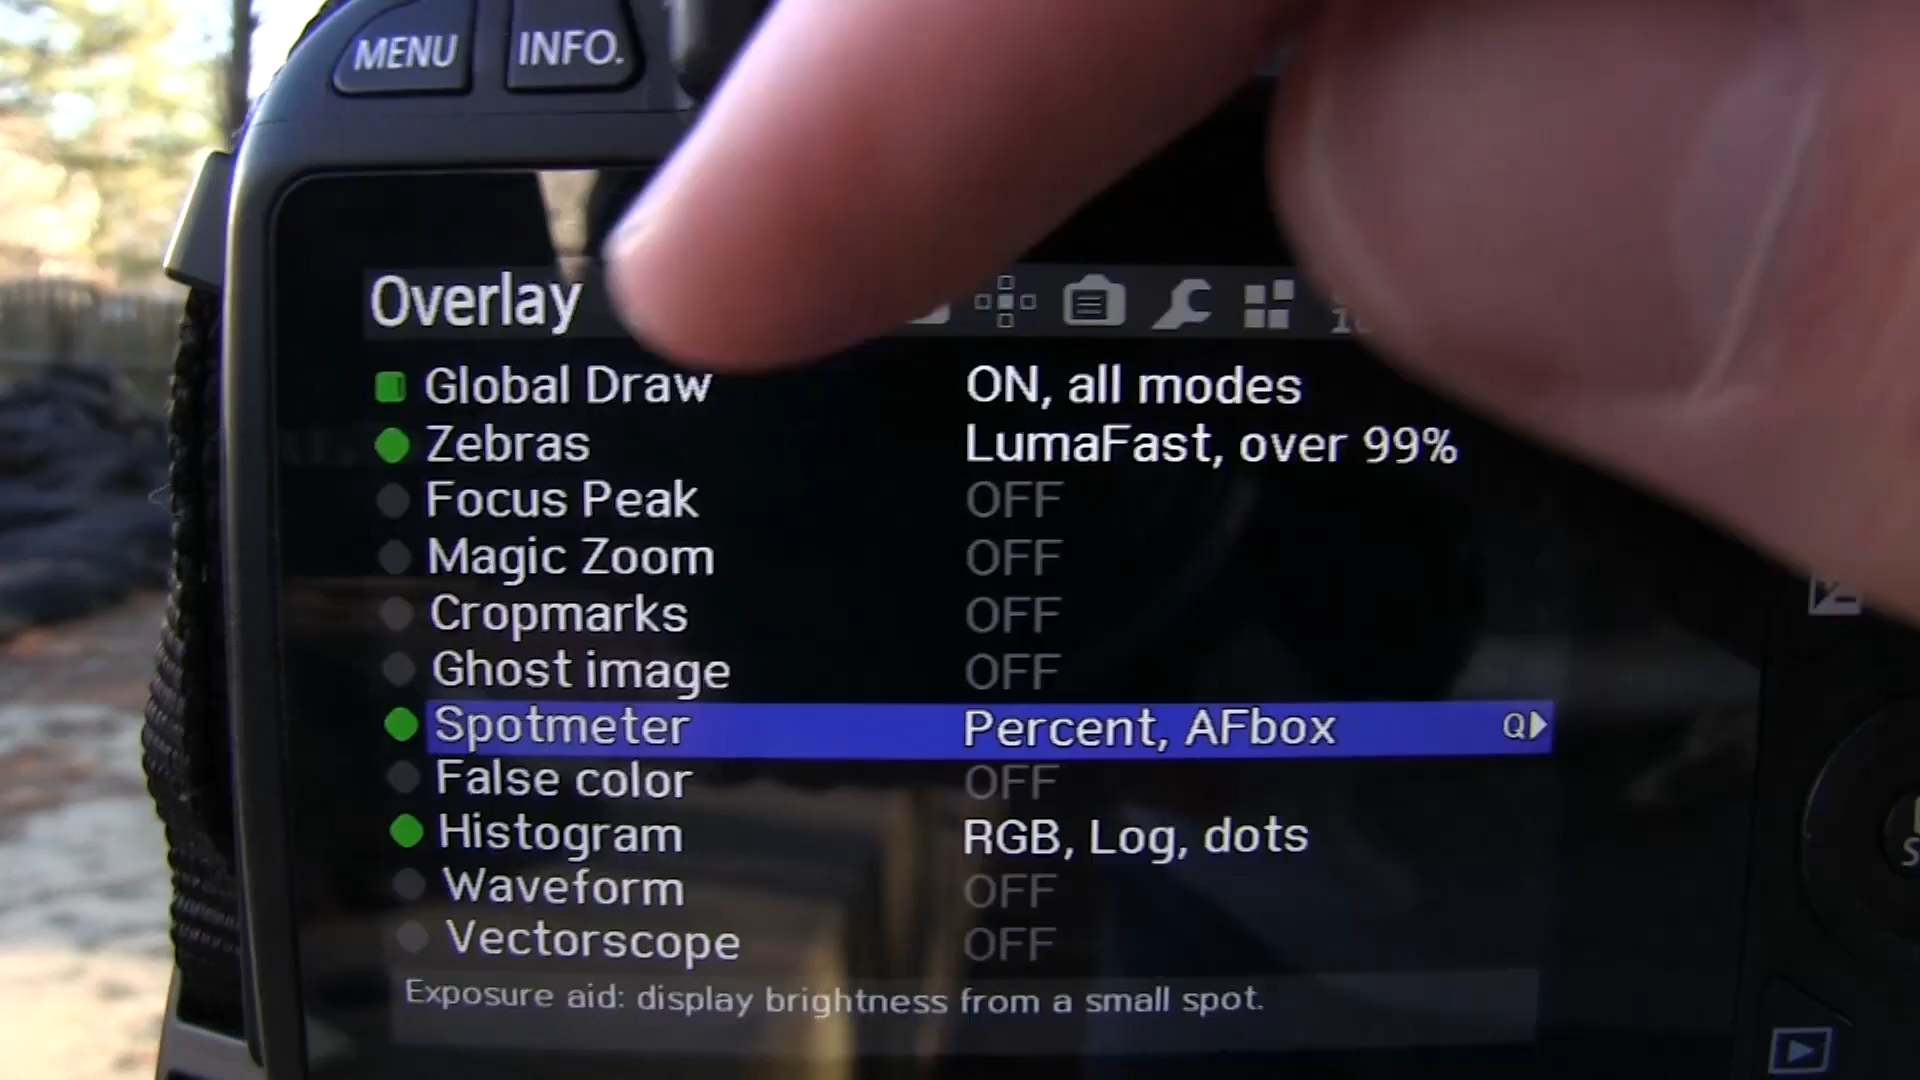 MENU INFO.
Overlay
Global Draw ON, all modes
Zebras LumaFast, over 99%
Focus Peak OFF
Magic Zoom OFF
Cropmarks OFF
Ghost image OFF
Spotmeter Percent, AFbox Q
False color OFF
Histogram RGB, Log, dots
Waveform OFF
Vectorscope OFF
Exposure aid: display brightness from a small spot.